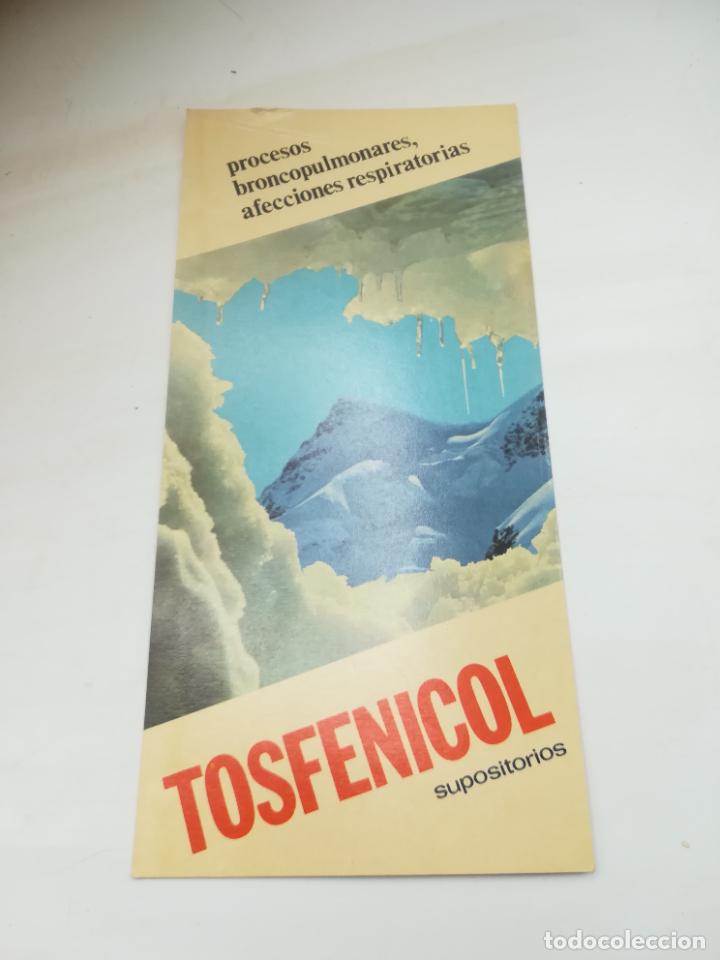 procesos
broncopulmonares,
afecciones respiratorias
TOSFENICOL
supositorios
todocoleccion